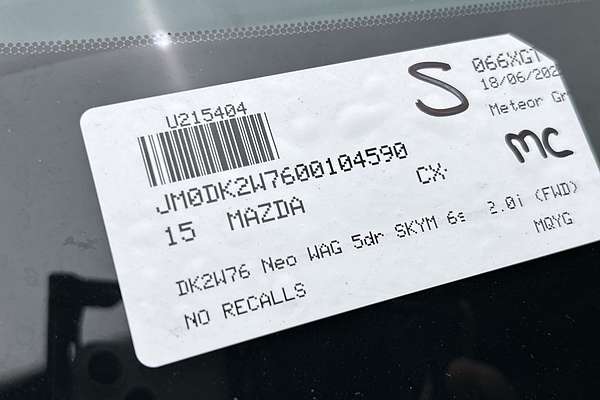 U215404
S
066XGT
18/06/202
JM0DK2W7600104590
Meteor Gr
15 MAZDA
CX-
mc
DK2W76 Neo WAG 5dr SKYM 6s 2.0i (FWD)
NO RECALLS
MQYG